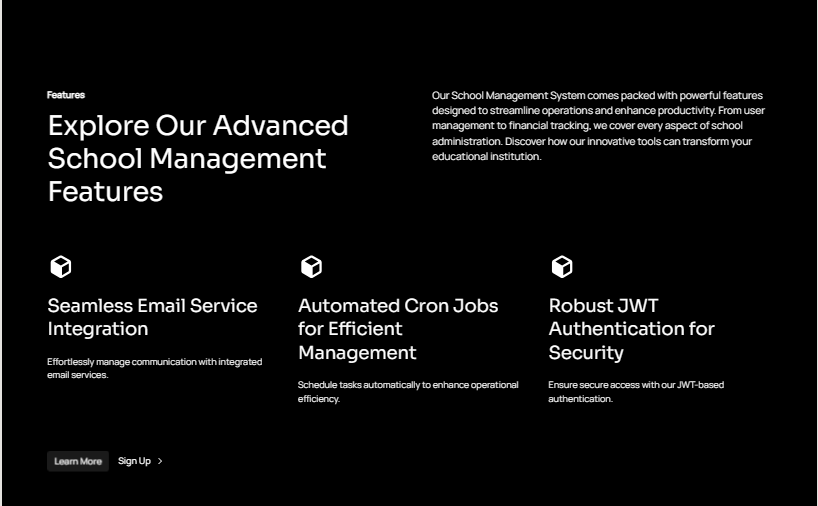 Features
Explore Our Advanced
School Management
Features
Our School Management System comes packed with powerful features
designed to streamline operations and enhance productivity. From user
management to financial tracking, we cover every aspect of school
administration. Discover how our innovative tools can transform your
educational institution.
Seamless Email Service
Integration
Effortlessly manage communication with integrated
email services.
Automated Cron Jobs
for Efficient
Management
Schedule tasks automatically to enhance operational
efficiency.
Robust JWT
Authentication for
Security
Ensure secure access with our JWT-based
authentication.
Learn More
Sign Up